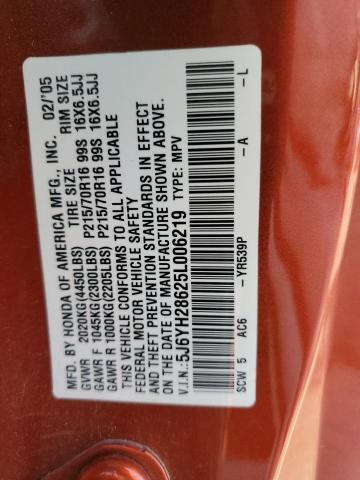 MFD. BY HONDA OF AMERICA MFG., INC. 02/'05
GVWR 2020KG(4450LBS) TIRE SIZE RIM SIZE
GAWR F 1045KG(2300LBS) P215/70R16 99S 16X6.5JJ
GAWR R 1000KG(2205LBS) P215/70R16 99S 16X6.5JJ
THIS VEHICLE CONFORMS TO ALL APPLICABLE
FEDERAL MOTOR VEHICLE SAFETY
STANDARDS IN EFFECT
AND THEFT PREVENTION
ON THE DATE OF MANUFACTURE SHOWN ABOVE.
V.I.N.: 5J6YH28625L006219 TYPE: MPV
SCW 5 AC6 -YR539P -A -L